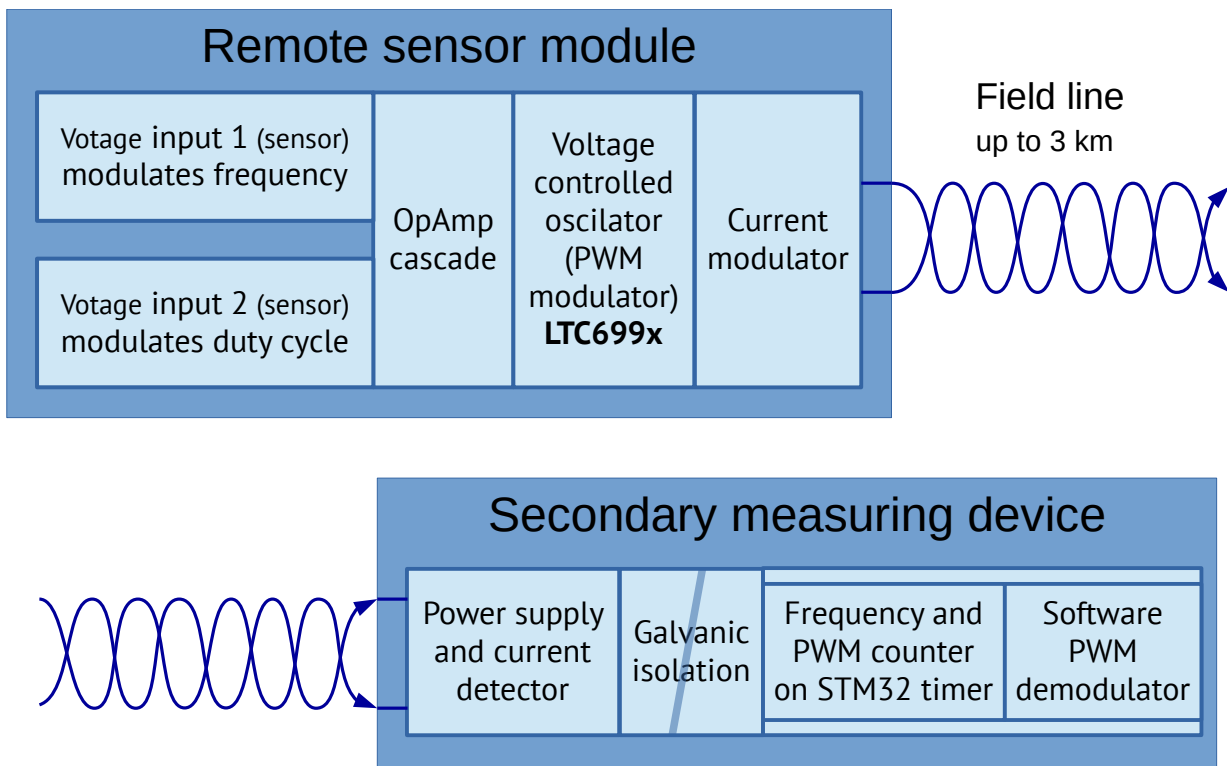 Remote sensor module
Votage input 1 (sensor)
modulates frequency
Votage input 2 (sensor)
modulates duty cycle
OpAmp
cascade
Voltage
controlled
oscilator
(PWM
modulator)
LTC699x
Current
modulator
Field line
up to 3 km
Secondary measuring device
Power supply
and current
detector
Galvanic
isolation
Frequency and
PWM counter
on STM32 timer
Software
PWM
demodulator